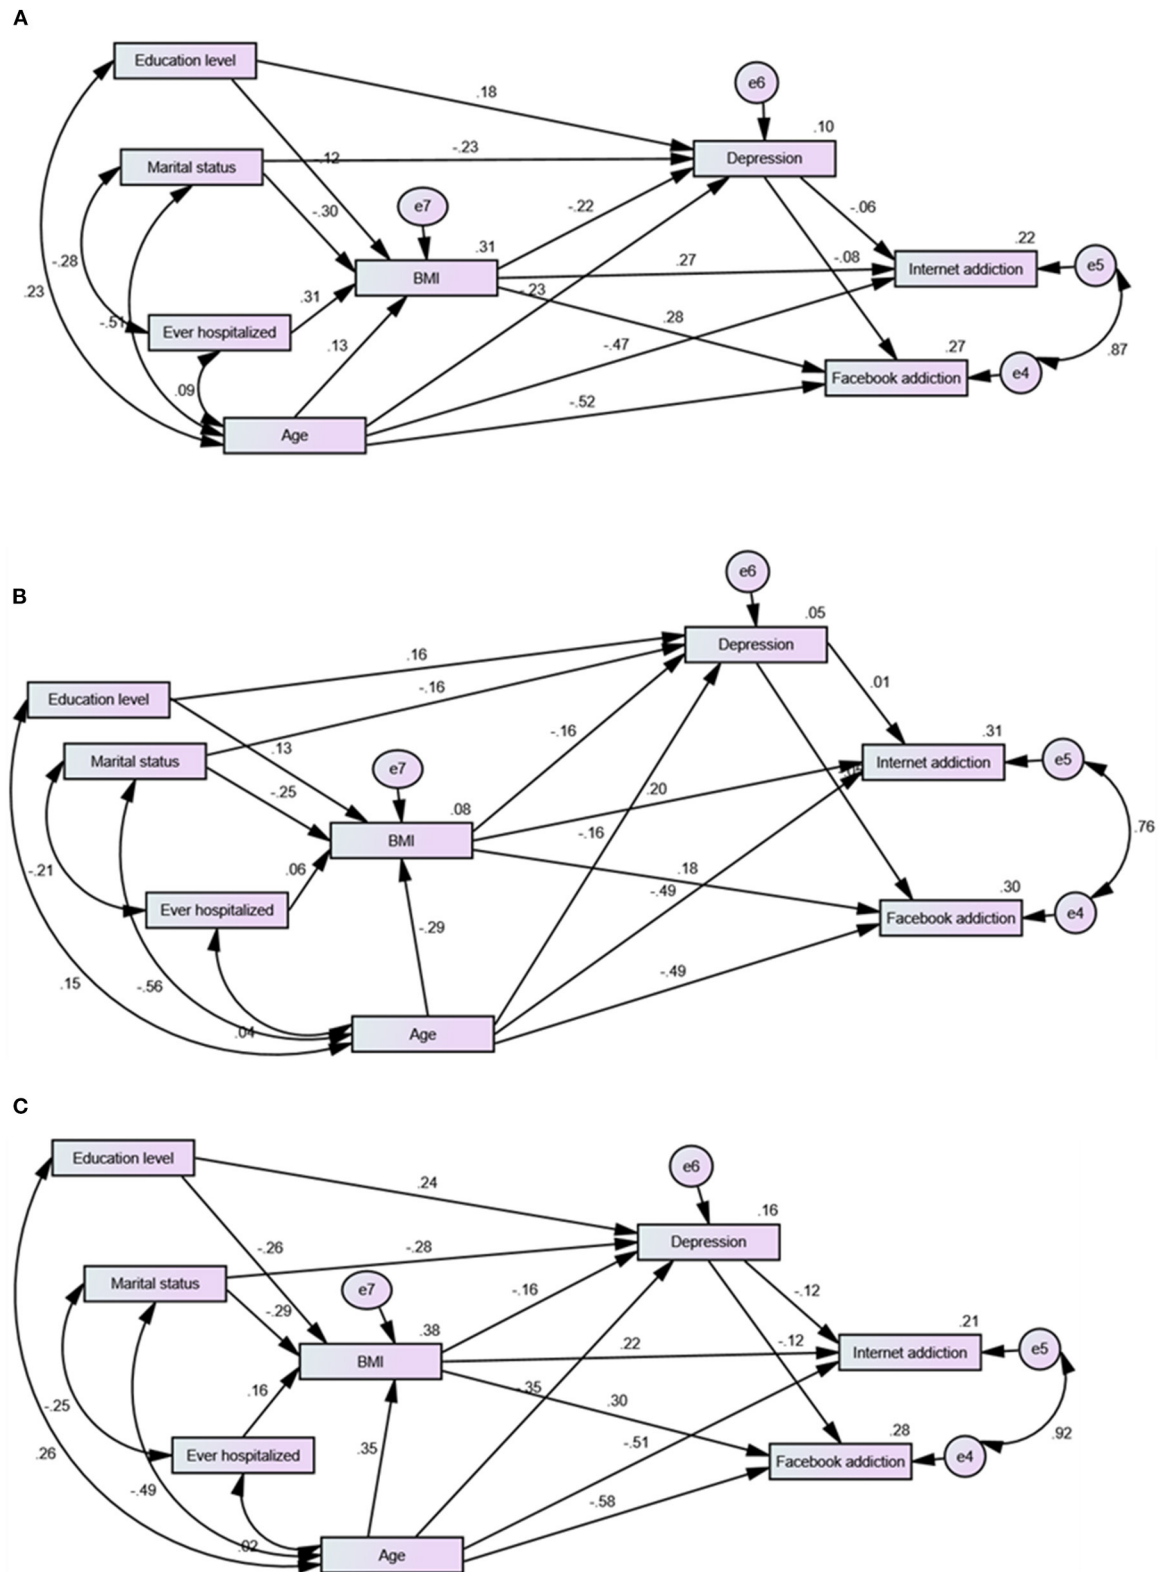 A
Education level
e6
.18
.10
Depression
Marital status
-.23
-.12
-.30
e7
-.22
-.06
.31
.22
BMI
.27
-.08
Internet addiction
e5
-.28
.23
-.51
Ever hospitalized
.31
-.23
.28
.13
-.47
.27
.87
Facebook addiction
e4
.09
-.52
Age
B
e6
.05
Depression
.16
-.16
.01
Education level
Marital status
.13
e7
-.16
.31
Internet addiction
e5
-.25
.08
.20
BMI
-.16
.76
-.21
.06
.18
-.49
.30
Ever hospitalized
Facebook addiction
e4
-.29
.15
-.56
-.49
.04
Age
C
Education level
e6
.24
.16
Depression
-.26
-.28
Marital status
e7
-.16
-.12
-.29
.38
.21
BMI
.22
-.12
Internet addiction
e5
.16
-.35
.30
-.25
.26
Ever hospitalized
.35
-.51
.28
.92
Facebook addiction
e4
-.49
-.58
.02
Age